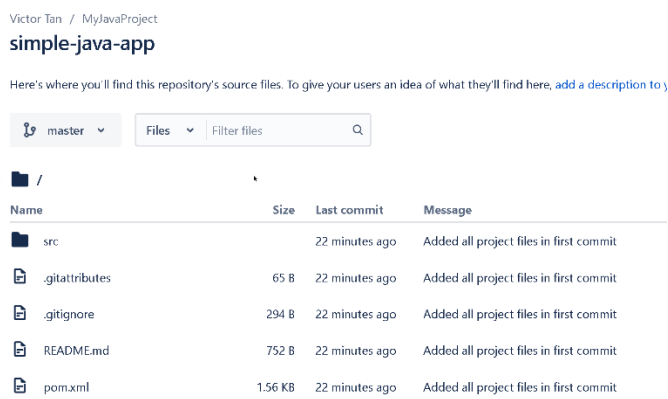 Victor Tan / MyJavaProject
simple-java-app
Here's where you'll find this repository's source files. To give your users an idea of what they'll find here, add a description to
master Files Filter files
/
Name Size Last commit Message
src 22 minutes ago Added all project files in first commit
.gitattributes 65 B 22 minutes ago Added all project files in first commit
.gitignore 294 B 22 minutes ago Added all project files in first commit
README.md 752 B 22 minutes ago Added all project files in first commit
pom.xml 1.56 KB 22 minutes ago Added all project files in first commit